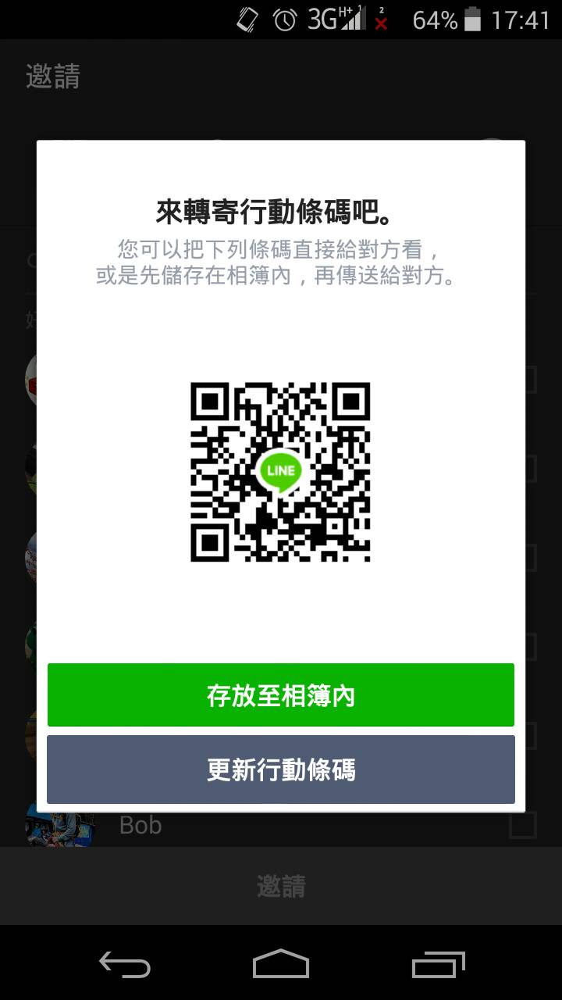 3G H+ 1 2 64% 17:41
邀請
來轉寄行動條碼吧。
您可以把下列條碼直接給對方看，
或是先儲存在相簿內，再傳送給對方。
LINE
存放至相簿內
更新行動條碼
Bob
邀請